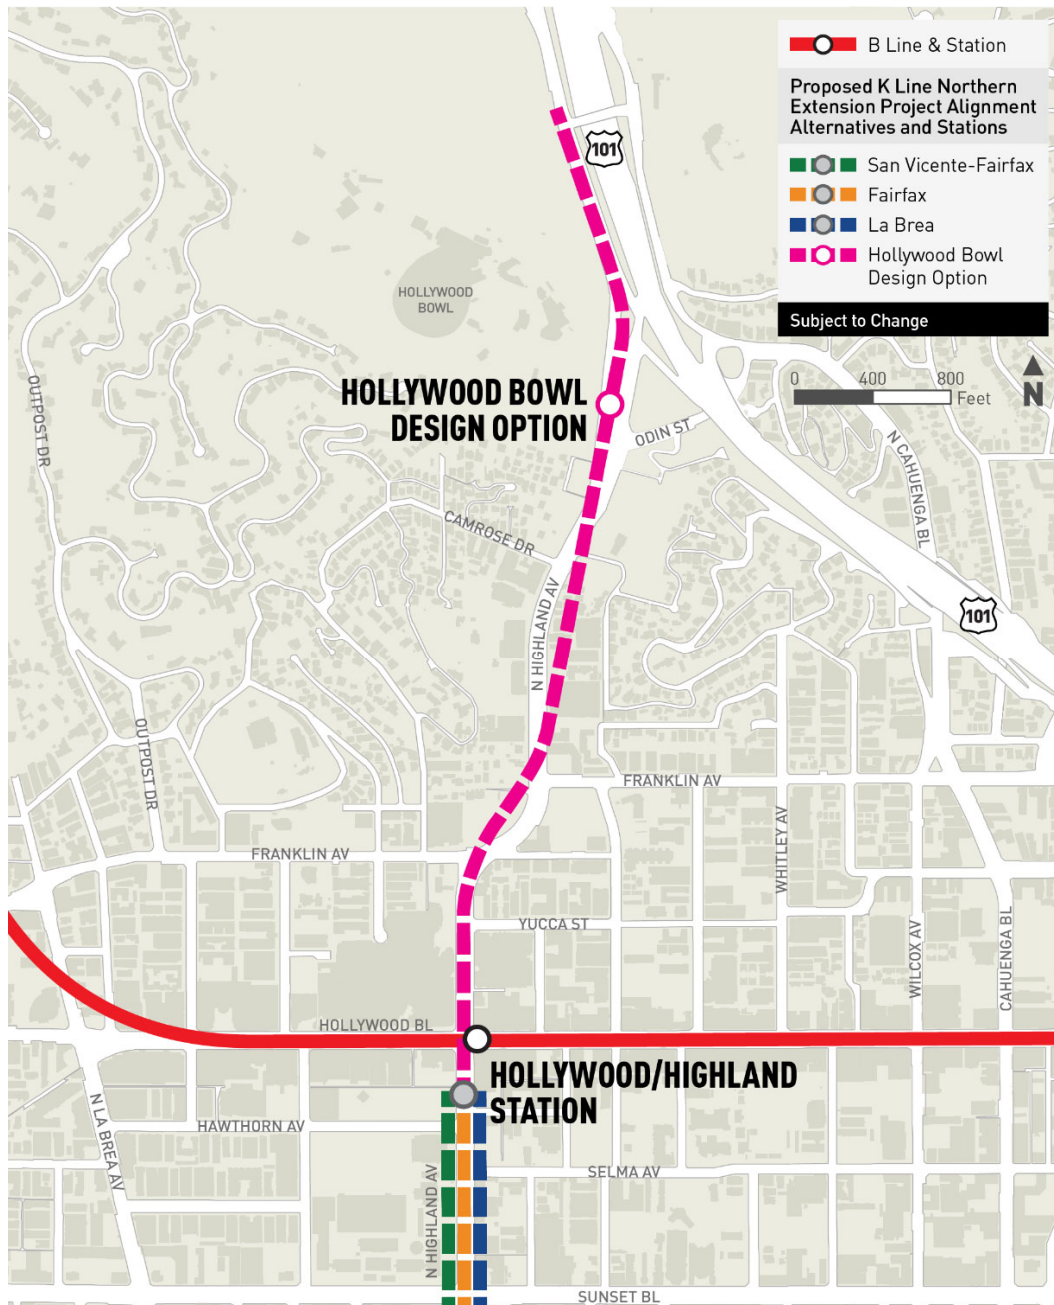 B Line & Station
Proposed K Line Northern
Extension Project Alignment
Alternatives and Stations
San Vicente-Fairfax
Fairfax
La Brea
Hollywood Bowl
Design Option
Subject to Change
0 400 800
Feet
N
101
HOLLYWOOD
BOWL
HOLLYWOOD BOWL
DESIGN OPTION
OUTPOST DR
ODIN ST
N CAHUENGA BL
CAMROSE DR
101
N HIGHLAND AV
OUTPOST DR
FRANKLIN AV
WHITLEY AV
FRANKLIN AV
YUCCA ST
WILCOX AV
CAHUENGA BL
HOLLYWOOD BL
HOLLYWOOD/HIGHLAND
STATION
N LA BREA AV
HAWTHORN AV
SELMA AV
N HIGHLAND AV
SUNSET BL